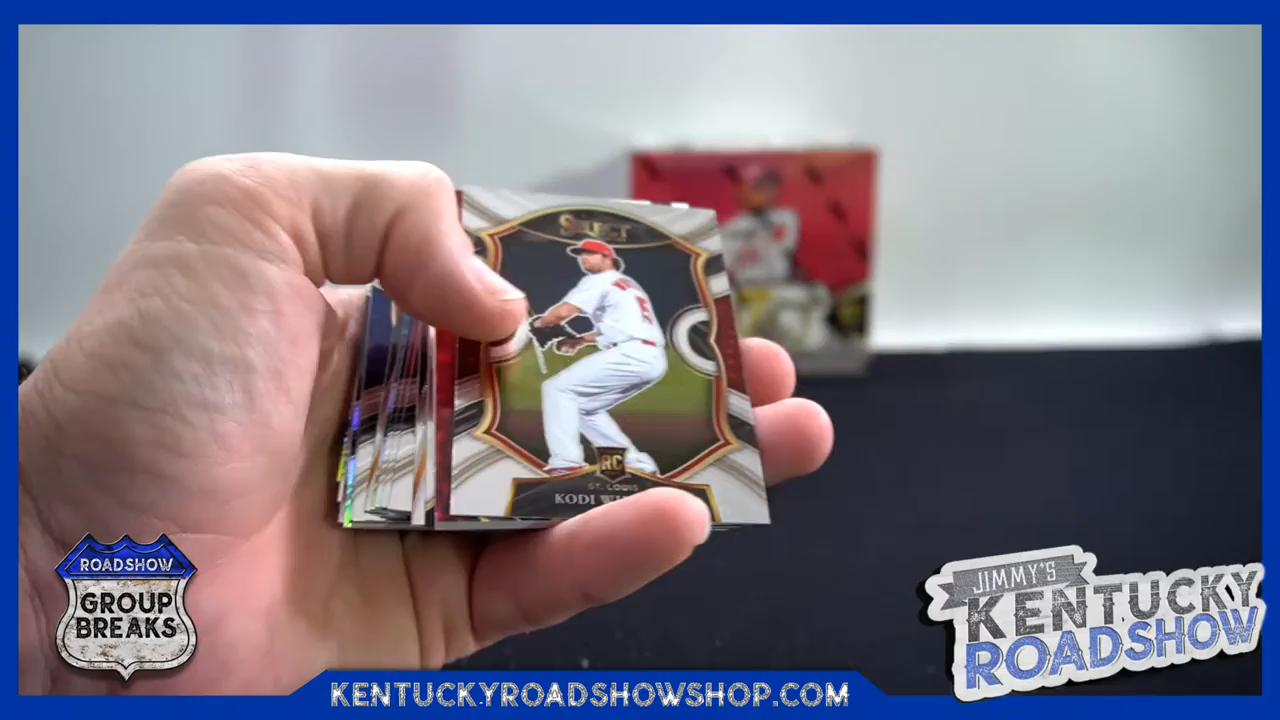 SELECT
RC
ST. LOUIS
KODI
ROADSHOW
GROUP
BREAKS
JIMMY'S
KENTUCKY
ROADSHOW
KENTUCKYROADSHOWSHOP.COM